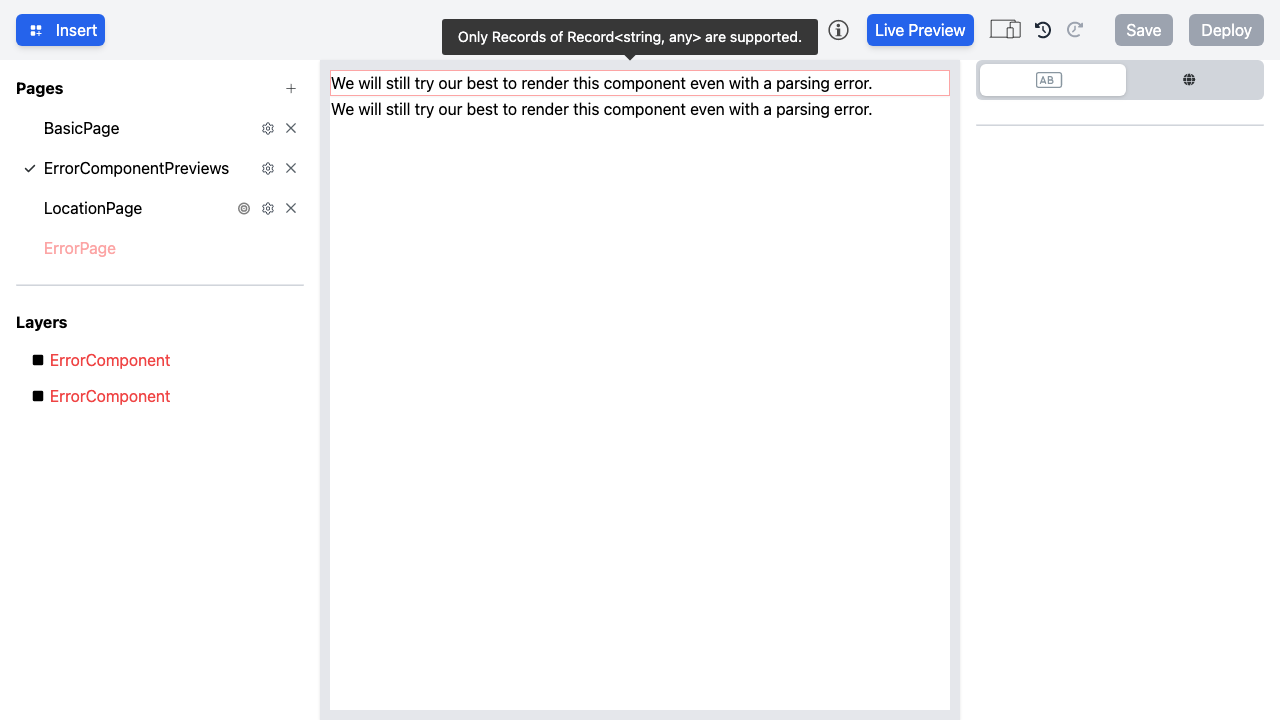 Insert
Only Records of Record<string, any> are supported.
Live Preview
Save
Deploy
Pages
BasicPage
ErrorComponentPreviews
LocationPage
ErrorPage
Layers
ErrorComponent
ErrorComponent
We will still try our best to render this component even with a parsing error.
We will still try our best to render this component even with a parsing error.
AB